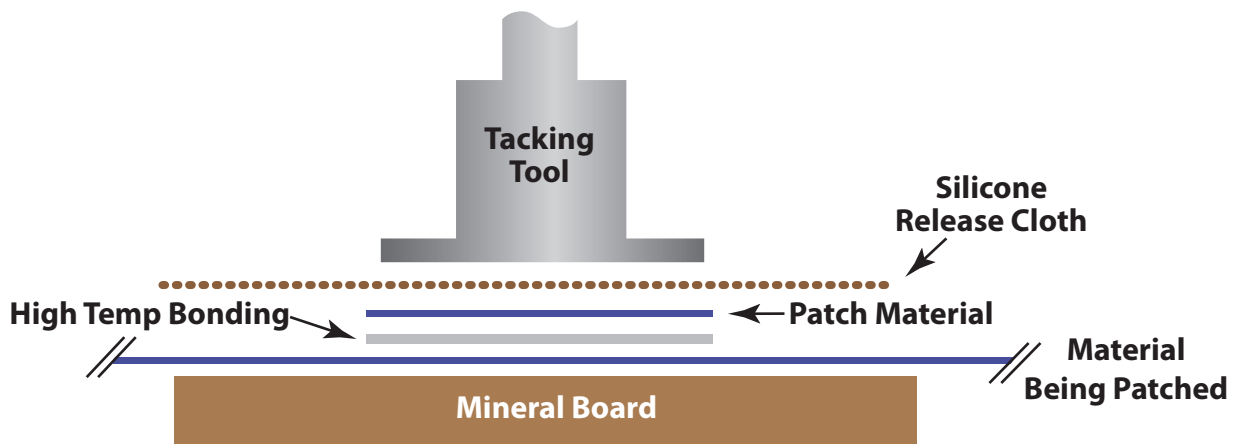 Tacking
Tool
Silicone
Release Cloth
High Temp Bonding
Patch Material
Material
Being Patched
Mineral Board